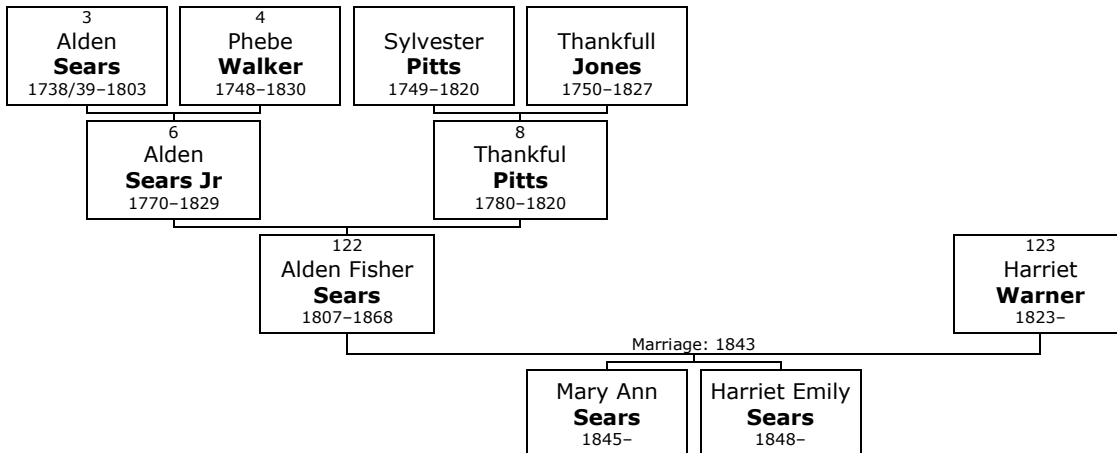 3
Alden
Sears
1738/39–1803
4
Phebe
Walker
1748–1830
Sylvester
Pitts
1749–1820
Thankfull
Jones
1750–1827
6
Alden
Sears Jr
1770–1829
8
Thankful
Pitts
1780–1820
122
Alden Fisher
Sears
1807–1868
123
Harriet
Warner
1823–
Marriage: 1843
Mary Ann
Sears
1845–
Harriet Emily
Sears
1848–